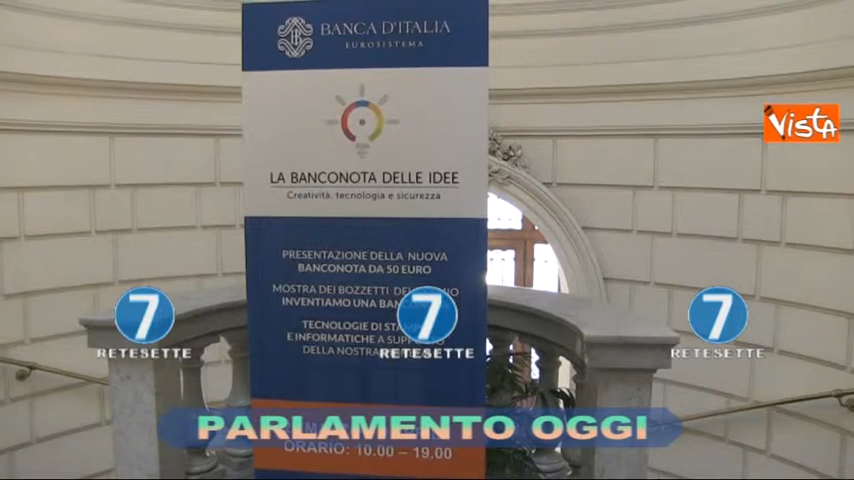 BANCA D'ITALIA
EUROSISTEMA
VISTA
LA BANCONOTA DELLE IDEE
Creatività, tecnologia e sicurezza
PRESENTAZIONE DELLA NUOVA
BANCONOTA DA 50 EURO
MOSTRA DEI BOZZETTI DEL
INVENTIAMO UNA
TECNOLOGIE DI
E INFORMATICHE A
DELLA NOSTRA
7 7 7
RETESETTE RETESETTE RETESETTE
PARLAMENTO OGGI
ORARIO: 10.00 – 19.00